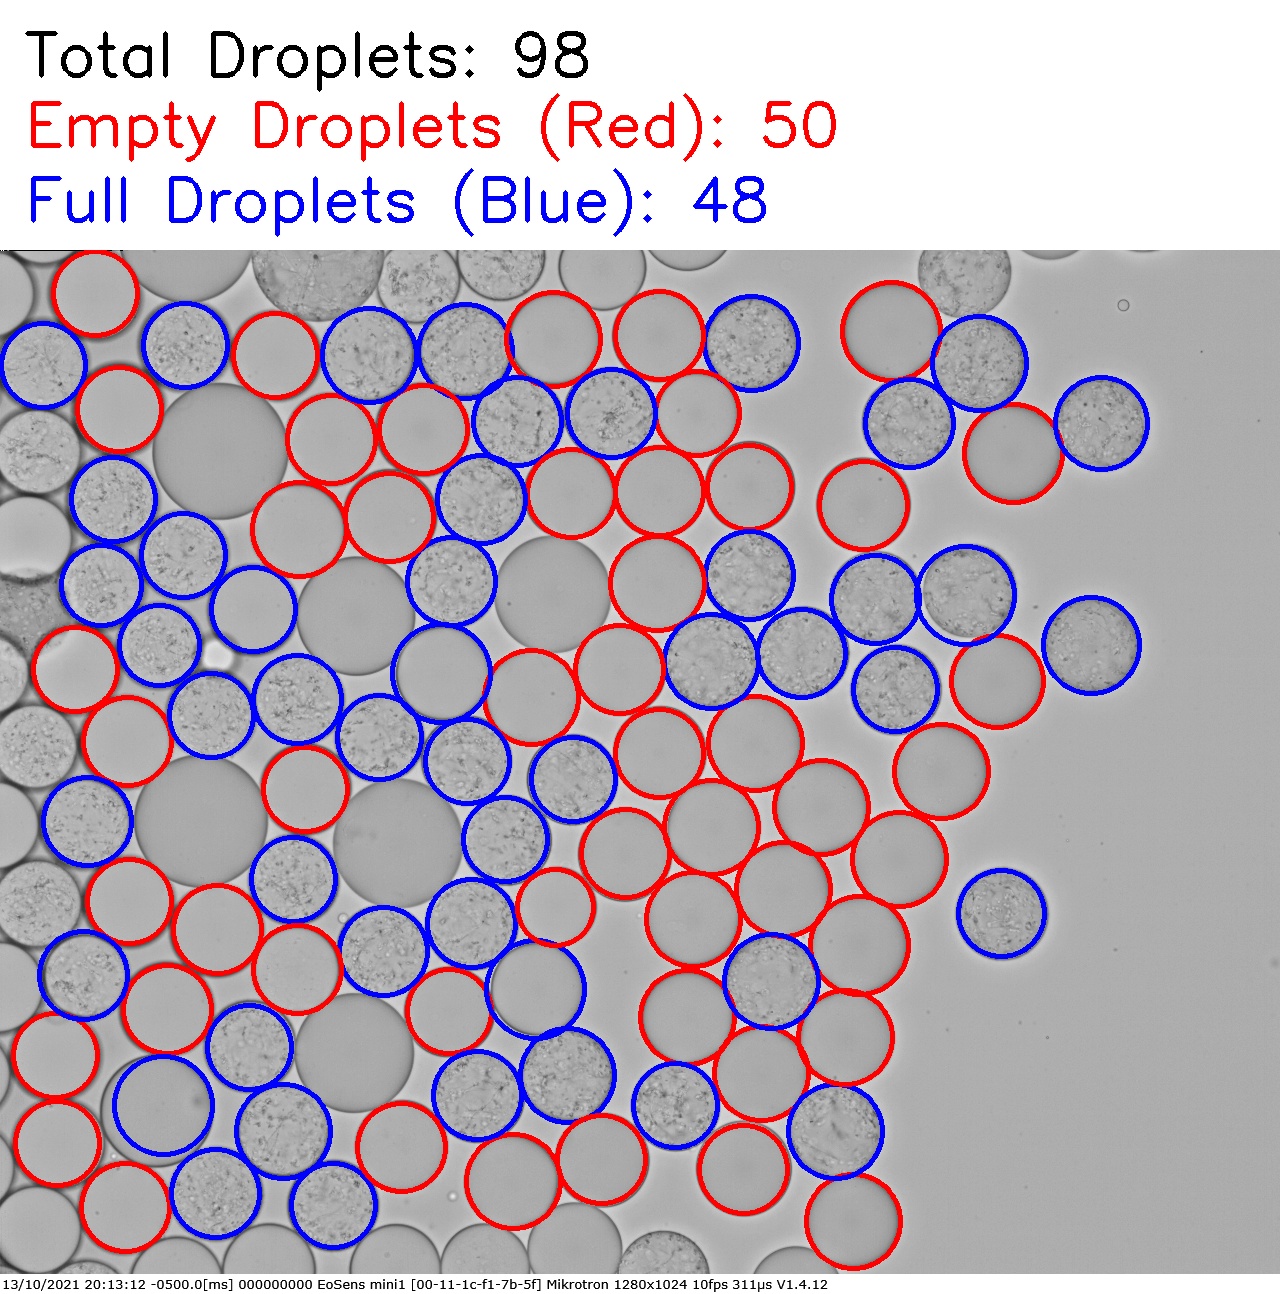 Total Droplets: 98
Empty Droplets (Red): 50
Full Droplets (Blue): 48
13/10/2021 20:13:12 -0500.0[ms] 000000000 EoSens mini1 [00-11-1c-f1-7b-5f] Mikrotron 1280x1024 10fps 311µs V1.4.12